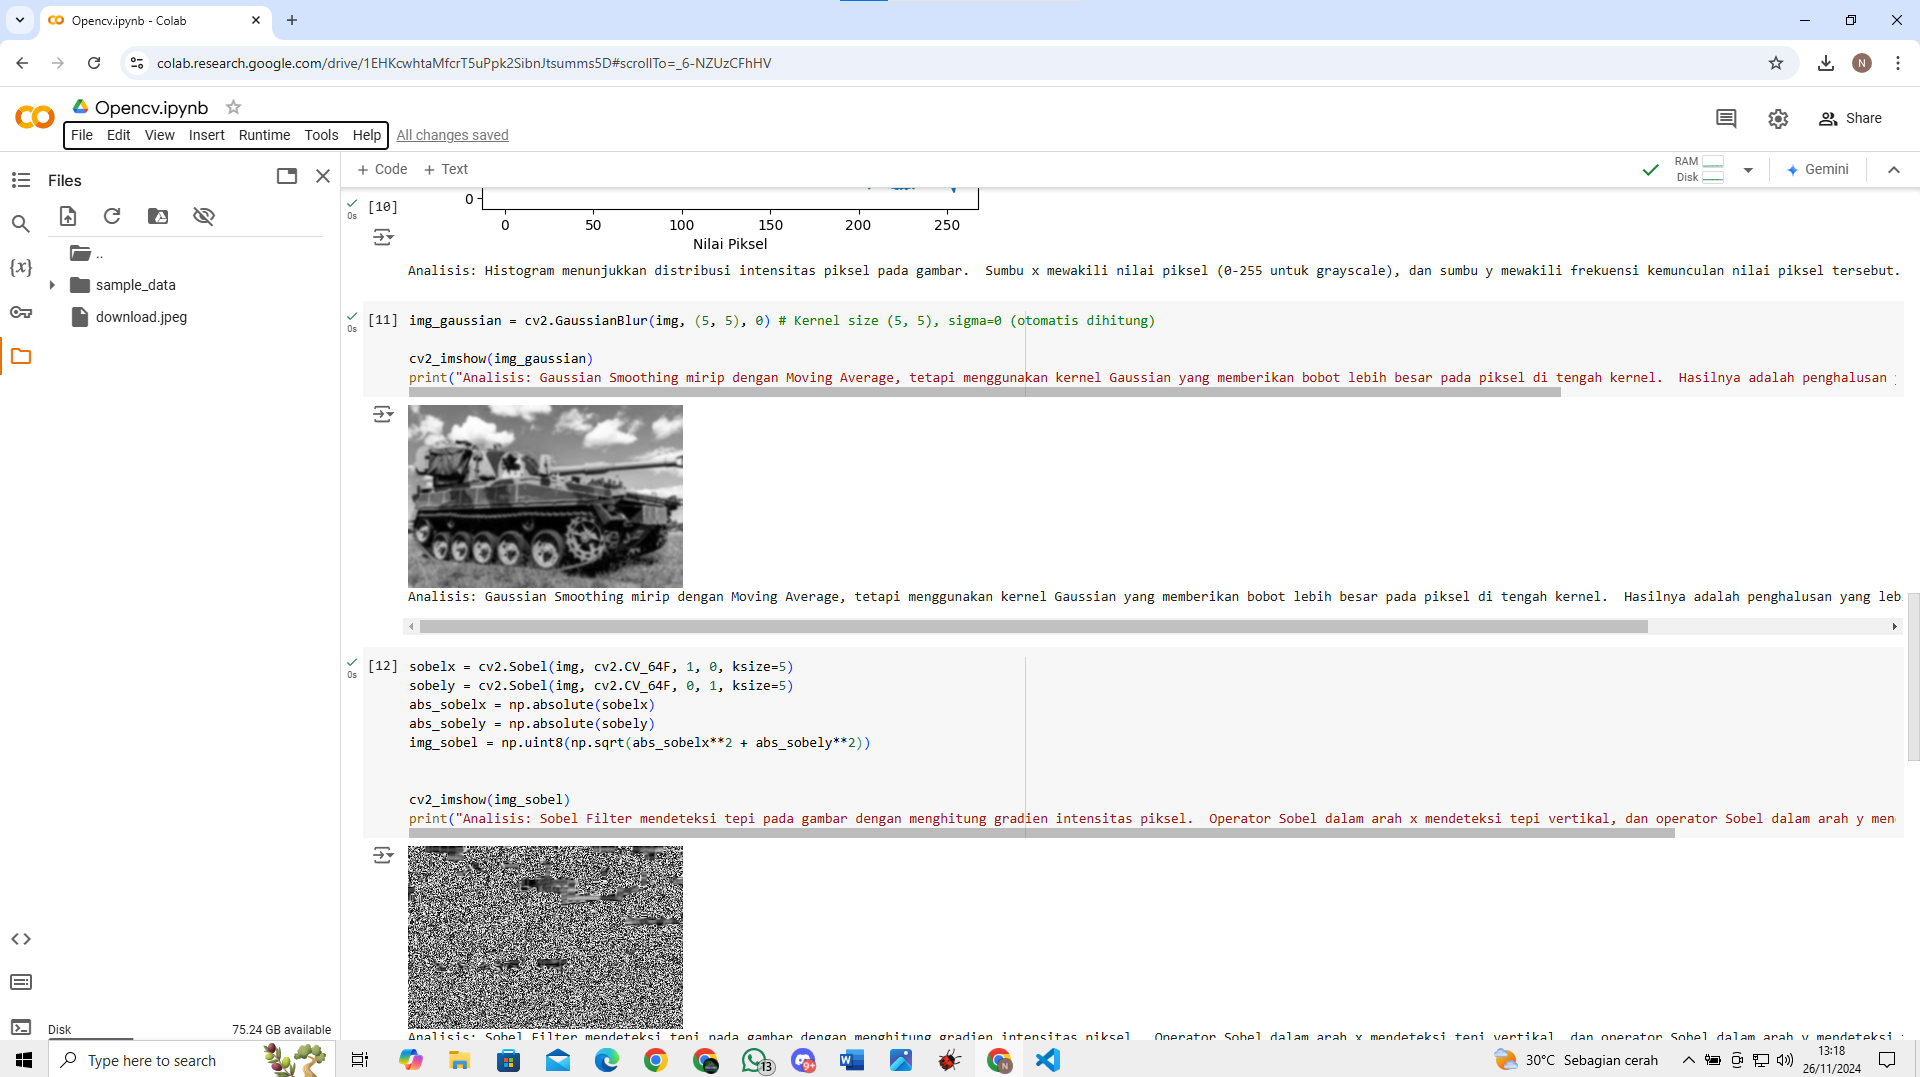 Opencv.ipynb - Colab
colab.research.google.com/drive/1EHKcwhtaMfcrT5uPpk2SibnJtsumms5D#scrollTo=_6-NZUzCFhHV
N
Opencv.ipynb
File Edit View Insert Runtime Tools Help All changes saved
Share
Files
+ Code + Text
RAM
Disk
Gemini
..
sample_data
download.jpeg
0s
[10]
0
0 50 100 150 200 250
Nilai Piksel
Analisis: Histogram menunjukkan distribusi intensitas piksel pada gambar.  Sumbu x mewakili nilai piksel (0-255 untuk grayscale), dan sumbu y mewakili frekuensi kemunculan nilai piksel tersebut.
0s
[11] img_gaussian = cv2.GaussianBlur(img, (5, 5), 0) # Kernel size (5, 5), sigma=0 (otomatis dihitung)
cv2_imshow(img_gaussian)
print("Analisis: Gaussian Smoothing mirip dengan Moving Average, tetapi menggunakan kernel Gaussian yang memberikan bobot lebih besar pada piksel di tengah kernel.  Hasilnya adalah penghalusan
Analisis: Gaussian Smoothing mirip dengan Moving Average, tetapi menggunakan kernel Gaussian yang memberikan bobot lebih besar pada piksel di tengah kernel.  Hasilnya adalah penghalusan yang leb
0s
[12] sobelx = cv2.Sobel(img, cv2.CV_64F, 1, 0, ksize=5)
sobely = cv2.Sobel(img, cv2.CV_64F, 0, 1, ksize=5)
abs_sobelx = np.absolute(sobelx)
abs_sobely = np.absolute(sobely)
img_sobel = np.uint8(np.sqrt(abs_sobelx**2 + abs_sobely**2))
cv2_imshow(img_sobel)
print("Analisis: Sobel Filter mendeteksi tepi pada gambar dengan menghitung gradien intensitas piksel.  Operator Sobel dalam arah x mendeteksi tepi vertikal, dan operator Sobel dalam arah y men
Analisis: Sobel Filter mendeteksi tepi pada gambar dengan menghitung gradien intensitas piksel.  Operator Sobel dalam arah x mendeteksi tepi vertikal, dan operator Sobel dalam arah y mendeteksi
Disk 75.24 GB available
Type here to search
13
9+
N
30°C Sebagian cerah
13:18
26/11/2024